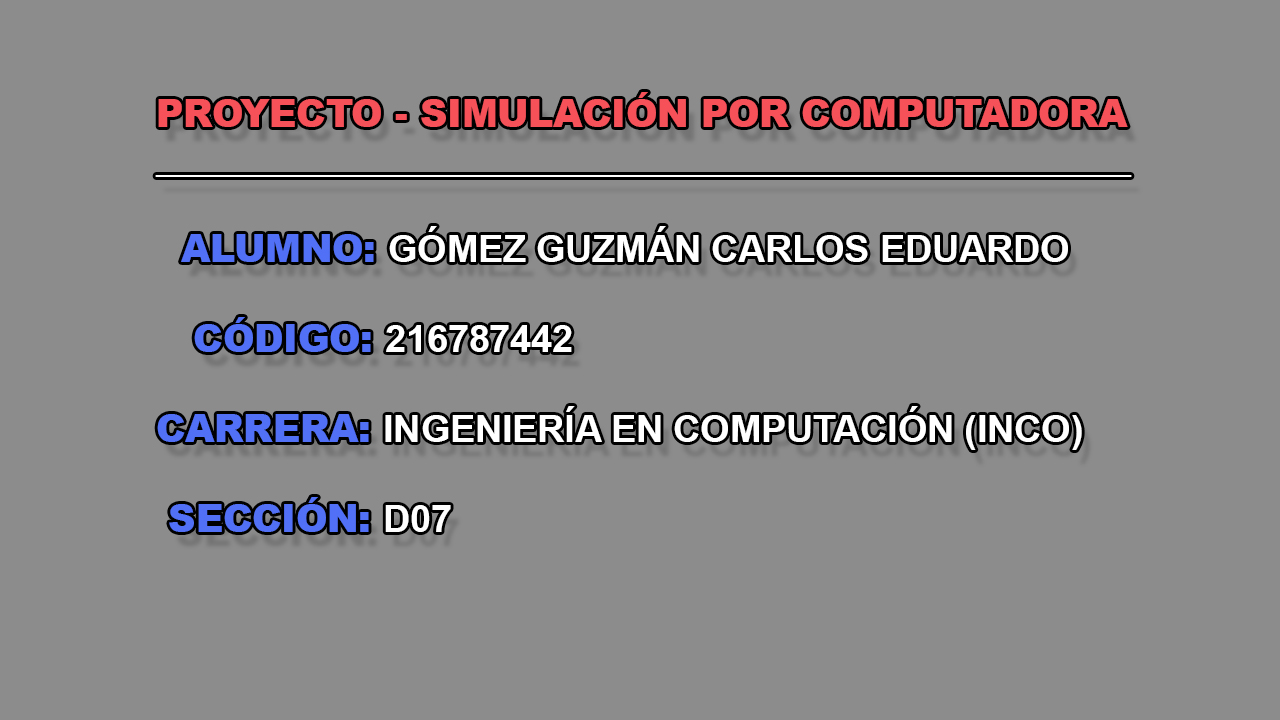 PROYECTO - SIMULACIÓN POR COMPUTADORA
ALUMNO: GÓMEZ GUZMÁN CARLOS EDUARDO
CÓDIGO: 216787442
CARRERA: INGENIERÍA EN COMPUTACIÓN (INCO)
SECCIÓN: D07